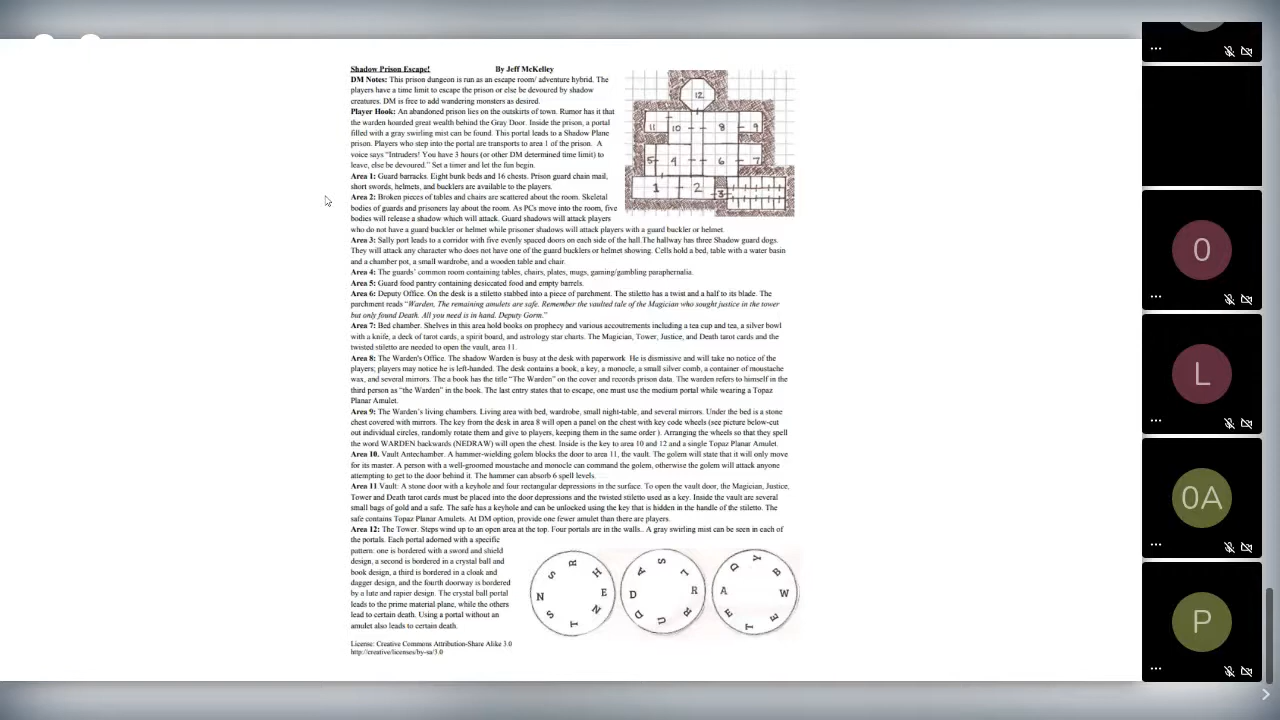 Shadow Prison Escape! By Jeff McKelley
DM Notes: This prison dungeon is run as an escape room/ adventure hybrid. The
players have a time limit to escape the prison or else be devoured by shadow
creatures. DM is free to add wandering monsters as desired.
Player Hook: An abandoned prison lies on the outskirts of town. Rumor has it that
the warden hoarded great wealth behind the Gray Door. Inside the prison, a portal
filled with a gray swirling mist can be found. This portal leads to a Shadow Plane
prison. Players who step into the portal are transports to area 1 of the prison. A
voice says "Intruders! You have 3 hours (or other DM determined time limit) to
leave, else be devoured." Set a timer and let the fun begin.
Area 1: Guard barracks. Eight bunk beds and 16 chests. Prison guard chain mail,
short swords, helmets, and bucklers are available to the players.
Area 2: Broken pieces of tables and chairs are scattered about the room. Skeletal
bodies of guards and prisoners lay about the room. As PCs move into the room, five
bodies will release a shadow which will attack. Guard shadows will attack players
who do not have a guard buckler or helmet while prisoner shadows will attack players with a guard buckler or helmet.
Area 3: Sally port leads to a corridor with five evenly spaced doors on each side of the hall.The hallway has three Shadow guard dogs.
They will attack any character who does not have one of the guard bucklers or helmet showing. Cells hold a bed, table with a water basin
and a chamber pot, a small wardrobe, and a wooden table and chair.
Area 4: The guards' common room containing tables, chairs, plates, mugs, gaming/gambling paraphernalia.
Area 5: Guard food pantry containing desiccated food and empty barrels.
Area 6: Deputy Office. On the desk is a stiletto stabbed into a piece of parchment. The stiletto has a twist and a half to its blade. The
parchment reads "Warden, The remaining amulets are safe. Remember the vaulted tale of the Magician who sought justice in the tower
but only found Death. All you need is in hand. Deputy Gorm."
Area 7: Bed chamber. Shelves in this area hold books on prophecy and various accoutrements including a tea cup and tea, a silver bowl
with a knife, a deck of tarot cards, a spirit board, and astrology star charts. The Magician, Tower, Justice, and Death tarot cards and the
twisted stiletto are needed to open the vault, area 11.
Area 8: The Warden's Office. The shadow Warden is busy at the desk with paperwork He is dismissive and will take no notice of the
players; players may notice he is left-handed. The desk contains a book, a key, a monocle, a small silver comb, a container of moustache
wax, and several mirrors. The a book has the title "The Warden" on the cover and records prison data. The warden refers to himself in the
third person as "the Warden" in the book. The last entry states that to escape, one must use the medium portal while wearing a Topaz
Planar Amulet.
Area 9: The Warden's living chambers. Living area with bed, wardrobe, small night-table, and several mirrors. Under the bed is a stone
chest covered with mirrors. The key from the desk in area 8 will open a panel on the chest with key code wheels (see picture below-cut
out individual circles, randomly rotate them and give to players, keeping them in the same order ). Arranging the wheels so that they spell
the word WARDEN backwards (NEDRAW) will open the chest. Inside is the key to area 10 and 12 and a single Topaz Planar Amulet.
Area 10. Vault Antechamber. A hammer-wielding golem blocks the door to area 11, the vault. The golem will state that it will only move
for its master. A person with a well-groomed moustache and monocle can command the golem, otherwise the golem will attack anyone
attempting to get to the door behind it. The hammer can absorb 6 spell levels.
Area 11 Vault: A stone door with a keyhole and four rectangular depressions in the surface. To open the vault door, the Magician, Justice,
Tower and Death tarot cards must be placed into the door depressions and the twisted stiletto used as a key. Inside the vault are several
small bags of gold and a safe. The safe has a keyhole and can be unlocked using the key that is hidden in the handle of the stiletto. The
safe contains Topaz Planar Amulets. At DM option, provide one fewer amulet than there are players.
Area 12: The Tower. Steps wind up to an open area at the top. Four portals are in the walls.. A gray swirling mist can be seen in each of
the portals. Each portal adorned with a specific
pattern: one is bordered with a sword and shield
design, a second is bordered in a crystal ball and
book design, a third is bordered in a cloak and
dagger design, and the fourth doorway is bordered
by a lute and rapier design. The crystal ball portal
leads to the prime material plane, while the others
lead to certain death. Using a portal without an
amulet also leads to certain death.
License: Creative Commons Attribution-Share Alike 3.0
http://creative/licenses/by-sa/3.0
12
11 10 8 9
5 4 6 7
1 2 3
R H E N T S N S
S L R R U D D A
Y B W E T E A D
0
L
0A
P